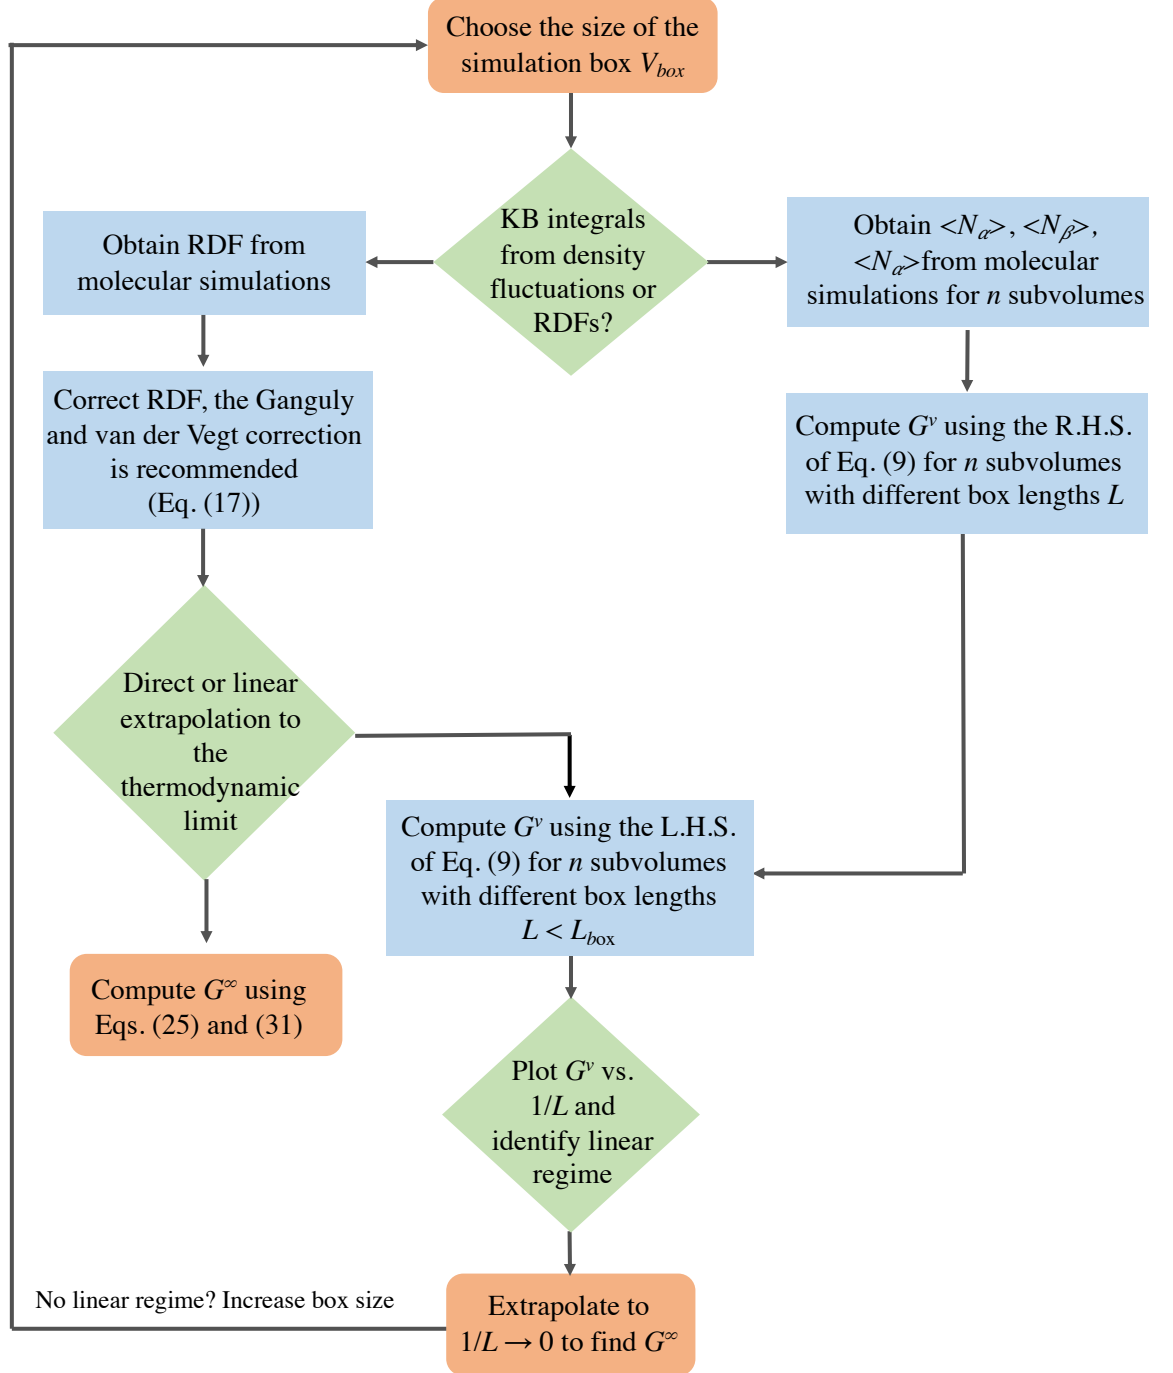 Choose the size of the
simulation box V_box
KB integrals
from density
fluctuations or
RDFs?
Obtain RDF from
molecular simulations
Obtain <N_α>, <N_β>,
<N_α>from molecular
simulations for n subvolumes
Correct RDF, the Ganguly
and van der Vegt correction
is recommended
(Eq. (17))
Compute G^v using the R.H.S.
of Eq. (9) for n subvolumes
with different box lengths L
Direct or linear
extrapolation to
the
thermodynamic
limit
Compute G^v using the L.H.S.
of Eq. (9) for n subvolumes
with different box lengths
L < L_box
Compute G^∞ using
Eqs. (25) and (31)
Plot G^v vs.
1/L and
identify linear
regime
No linear regime? Increase box size
Extrapolate to
1/L → 0 to find G^∞